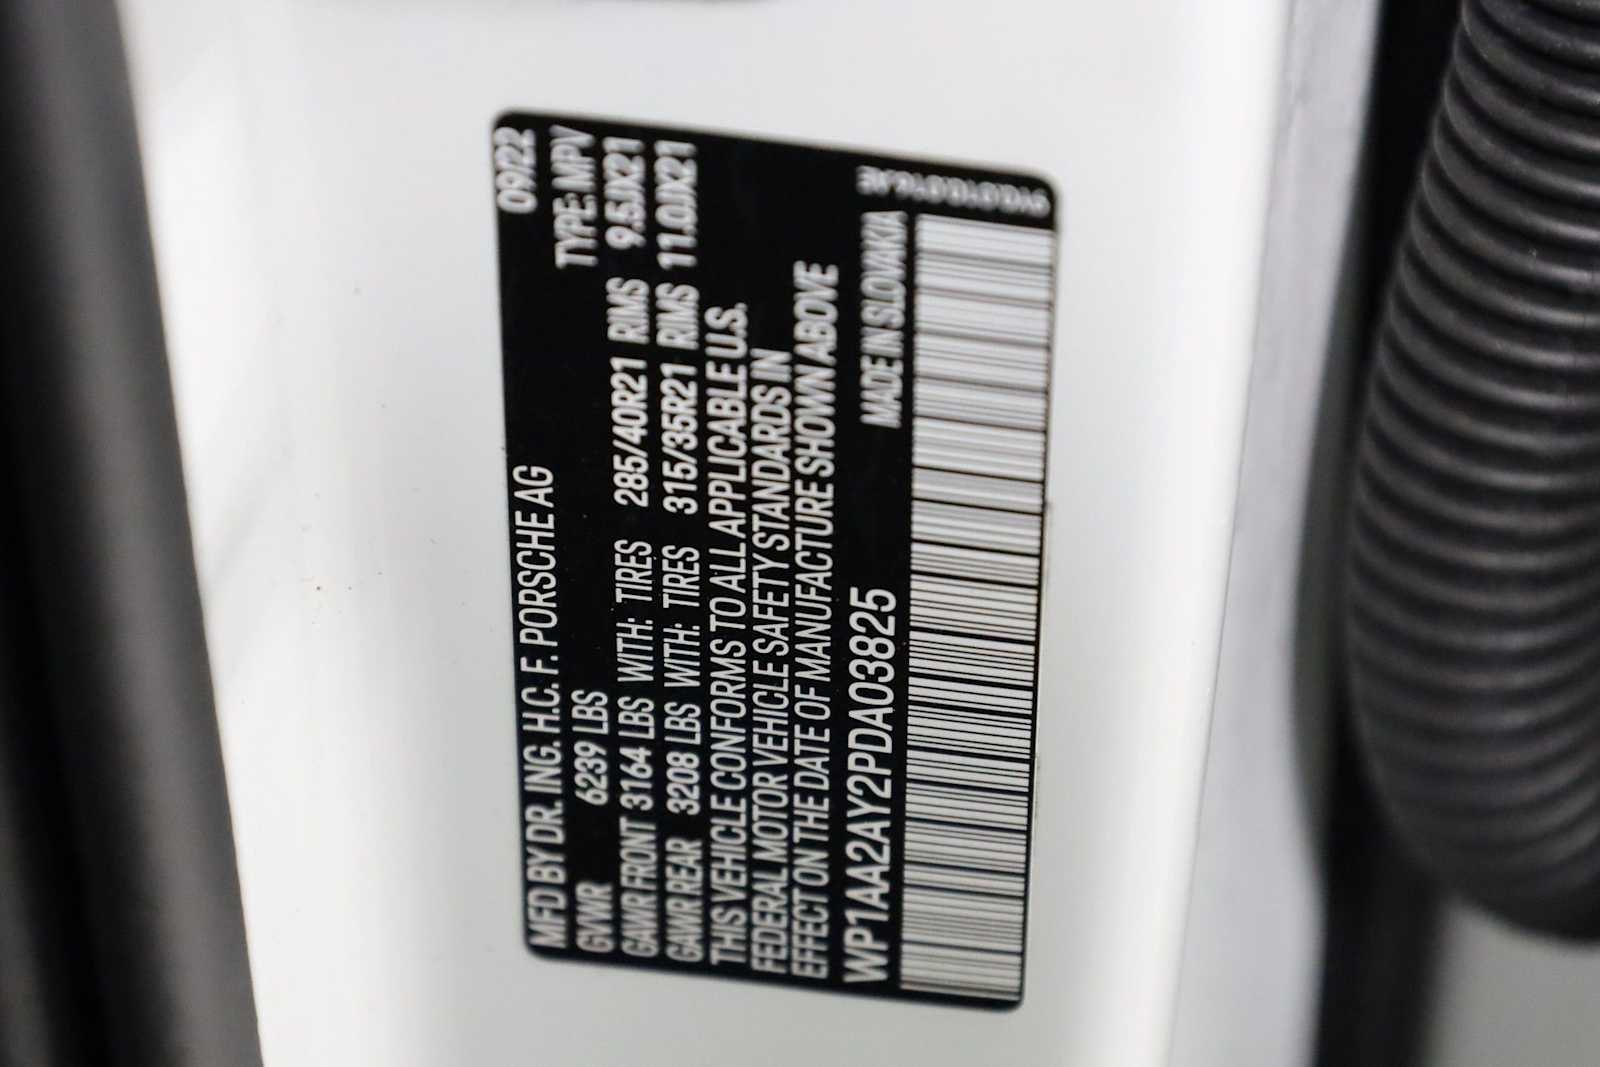 MFD BY DR. ING. H.C. F. PORSCHE AG 09/22
GVWR 6239 LBS TYPE: MPV
GAWR FRONT 3164 LBS WITH: TIRES 285/40R21 RIMS 9.5JX21
GAWR REAR 3208 LBS WITH: TIRES 315/35R21 RIMS 11.0JX21
THIS VEHICLE CONFORMS TO ALL APPLICABLE U.S.
FEDERAL MOTOR VEHICLE SAFETY STANDARDS IN
EFFECT ON THE DATE OF MANUFACTURE SHOWN ABOVE
WP1AA2AY2PDA03825 MADE IN SLOVAKIA